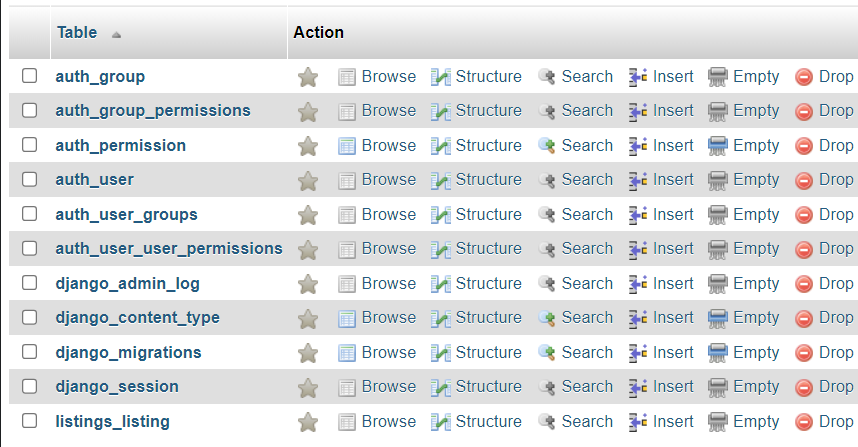 Table Action
auth_group Browse Structure Search Insert Empty Drop
auth_group_permissions Browse Structure Search Insert Empty Drop
auth_permission Browse Structure Search Insert Empty Drop
auth_user Browse Structure Search Insert Empty Drop
auth_user_groups Browse Structure Search Insert Empty Drop
auth_user_user_permissions Browse Structure Search Insert Empty Drop
django_admin_log Browse Structure Search Insert Empty Drop
django_content_type Browse Structure Search Insert Empty Drop
django_migrations Browse Structure Search Insert Empty Drop
django_session Browse Structure Search Insert Empty Drop
listings_listing Browse Structure Search Insert Empty Drop